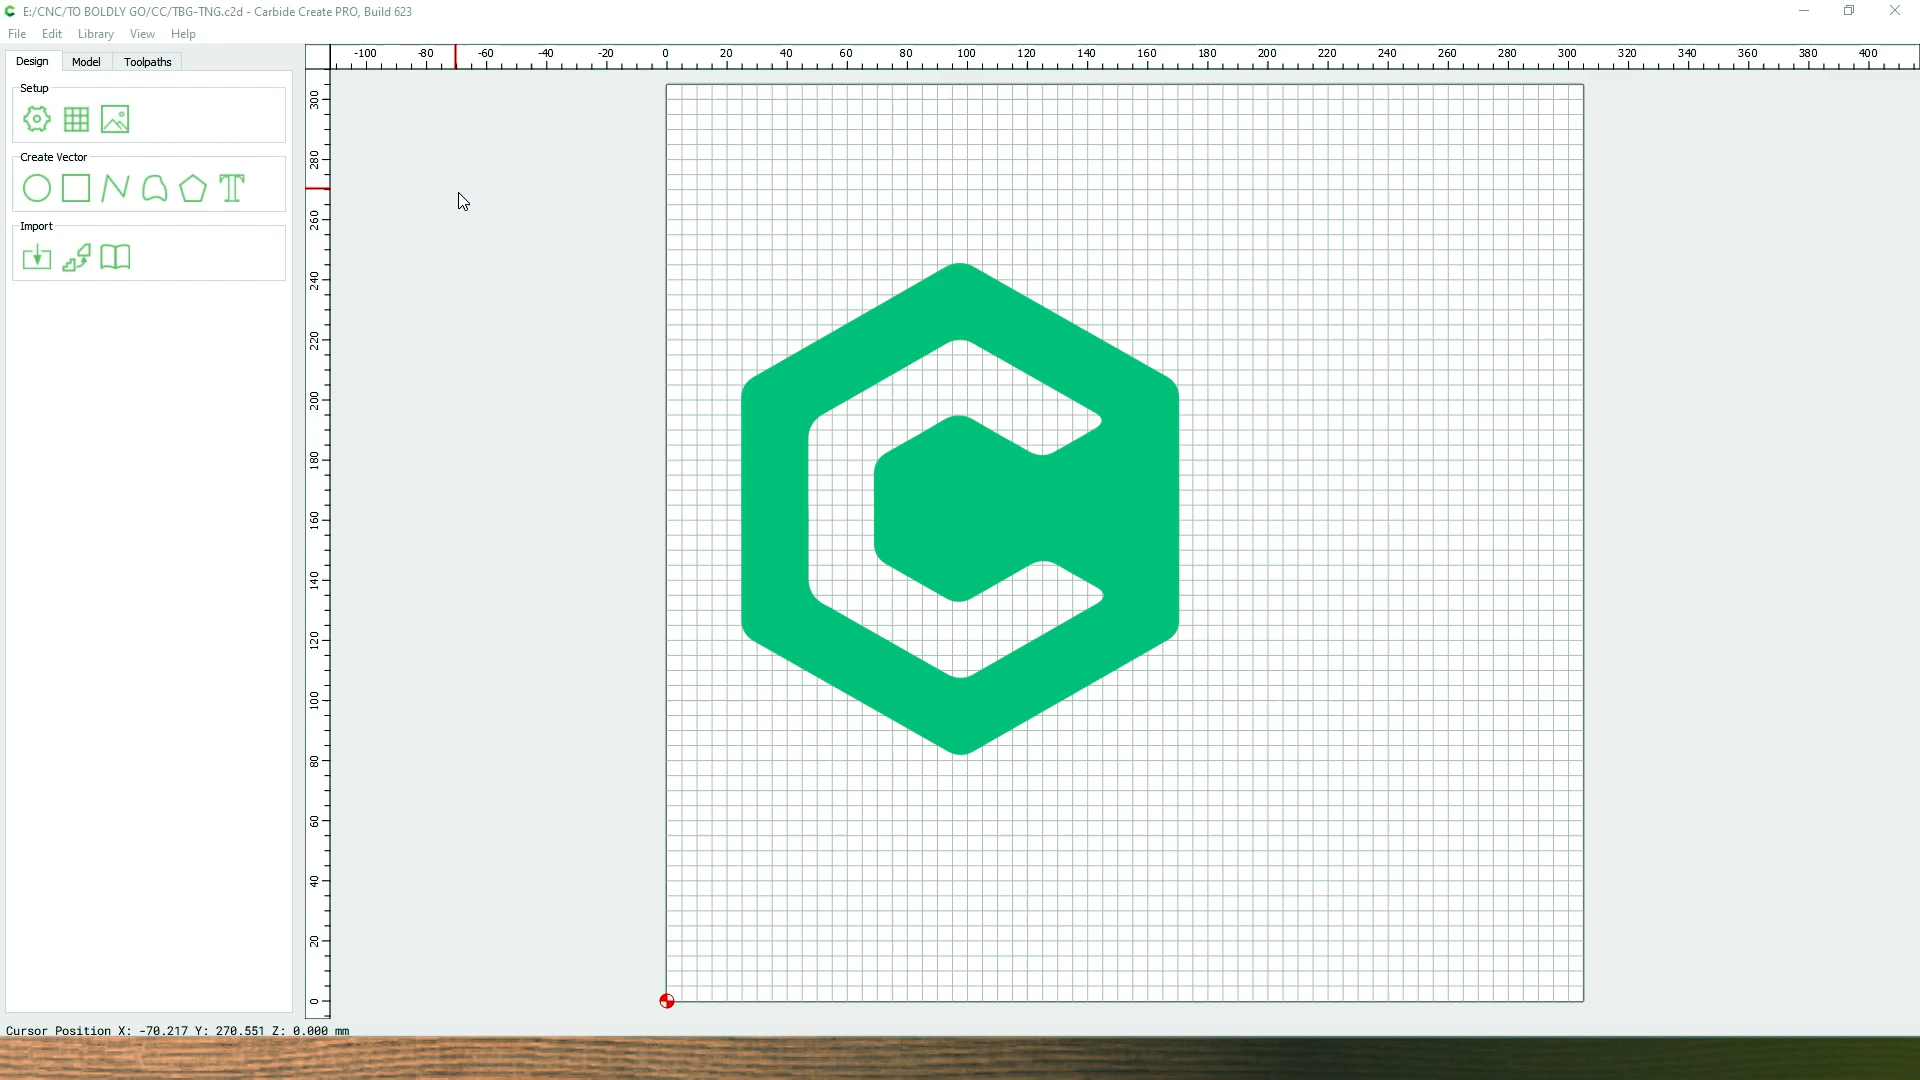 E:/CNC/TO BOLDLY GO/CC/TBG-TNG.c2d - Carbide Create PRO, Build 623
File Edit Library View Help
Design Model Toolpaths
-100 -80 -60 -40 -20 0 20 40 60 80 100 120 140 160 180 200 220 240 260 280 300 320 340 360 380 400
Setup
Create Vector
Import
300
280
260
240
220
200
180
160
140
120
100
80
60
40
20
0
Cursor Position X: -70.217 Y: 270.551 Z: 0.000 mm